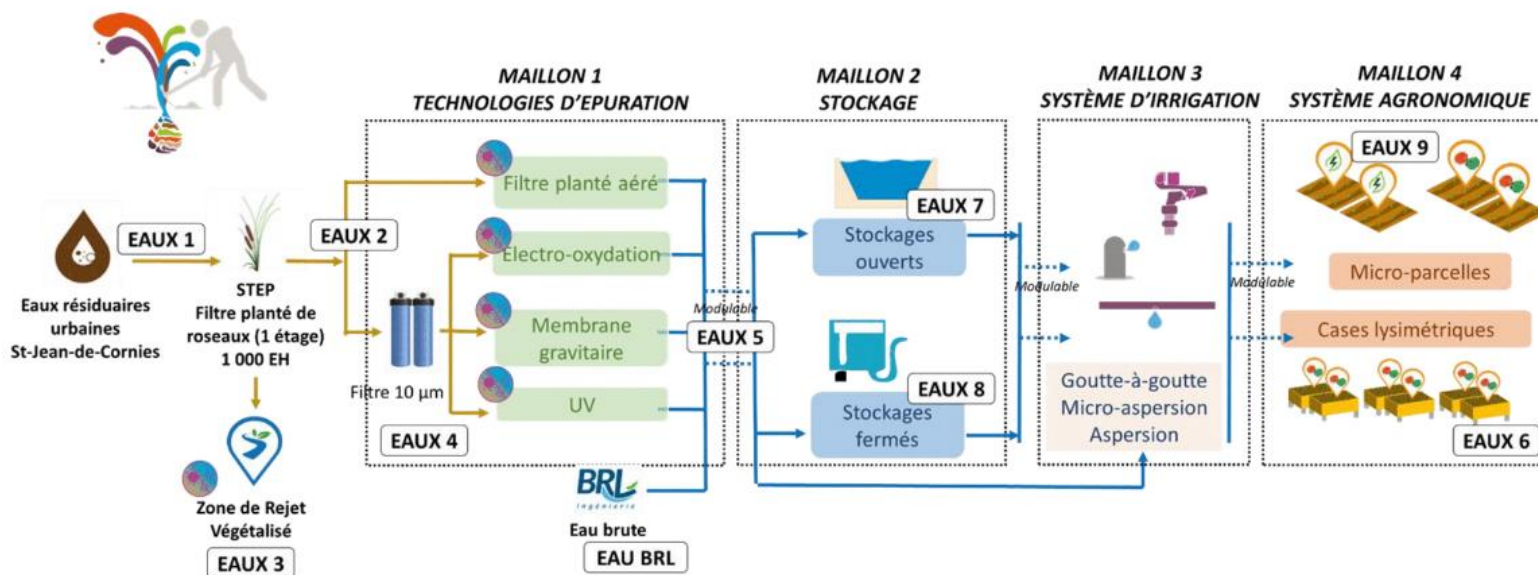 MAILLON 1
TECHNOLOGIES D'EPURATION
MAILLON 2
STOCKAGE
MAILLON 3
SYSTÈME D'IRRIGATION
MAILLON 4
SYSTÈME AGRONOMIQUE
EAUX 1
Eaux résiduaires
urbaines
St-Jean-de-Cornies
STEP
Filtre planté de
roseaux (1 étage)
1 000 EH
EAUX 2
Zone de Rejet
Végétalisé
EAUX 3
Filtre planté aéré
Electro-oxydation
Membrane
gravitaire
UV
Filtre 10 µm
EAUX 4
BRL
Ingénierie
Eau brute
EAU BRL
Modulable
EAUX 5
EAUX 7
Stockages
ouverts
EAUX 8
Stockages
fermés
Modulable
Goutte-à-goutte
Micro-aspersion
Aspersion
Modulable
EAUX 9
Micro-parcelles
Cases lysimétriques
EAUX 6